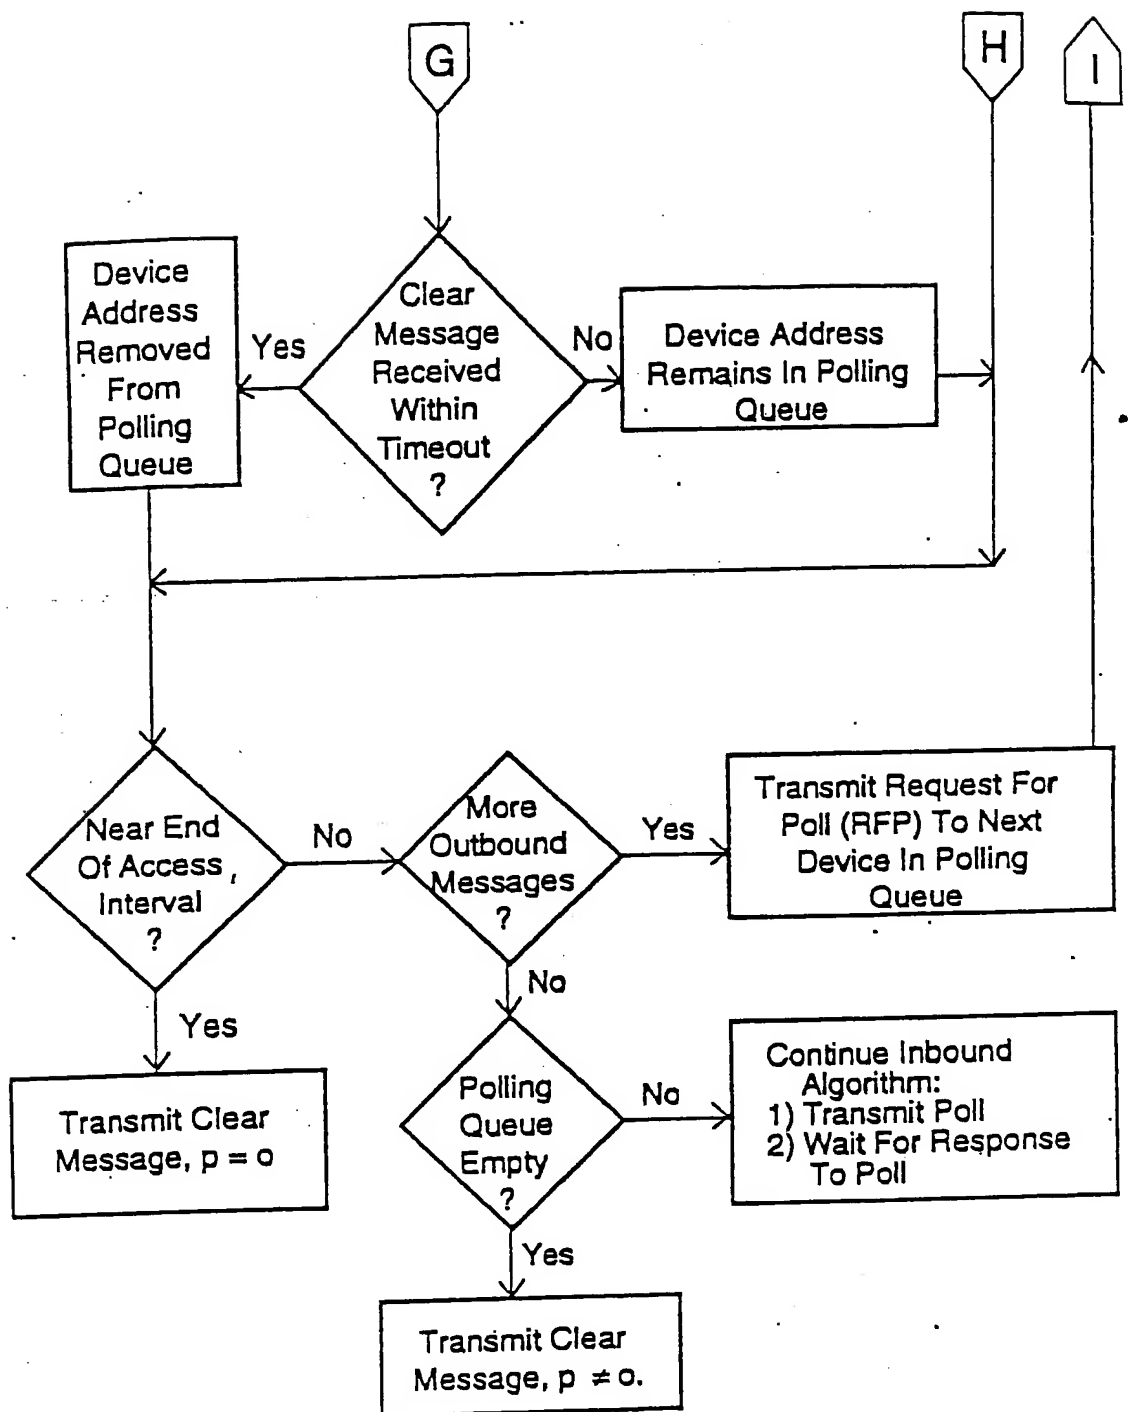 G
H
I
Device
Address
Removed
From
Polling
Queue
Yes
Clear
Message
Received
Within
Timeout
?
No
Device Address
Remains In Polling
Queue
Near End
Of Access,
Interval
?
No
More
Outbound
Messages
?
Yes
Transmit Request For
Poll (RFP) To Next
Device In Polling
Queue
Yes
No
Transmit Clear
Message, p = o
Polling
Queue
Empty
?
No
Continue Inbound
Algorithm:
1) Transmit Poll
2) Wait For Response
To Poll
Yes
Transmit Clear
Message, p ≠ o.